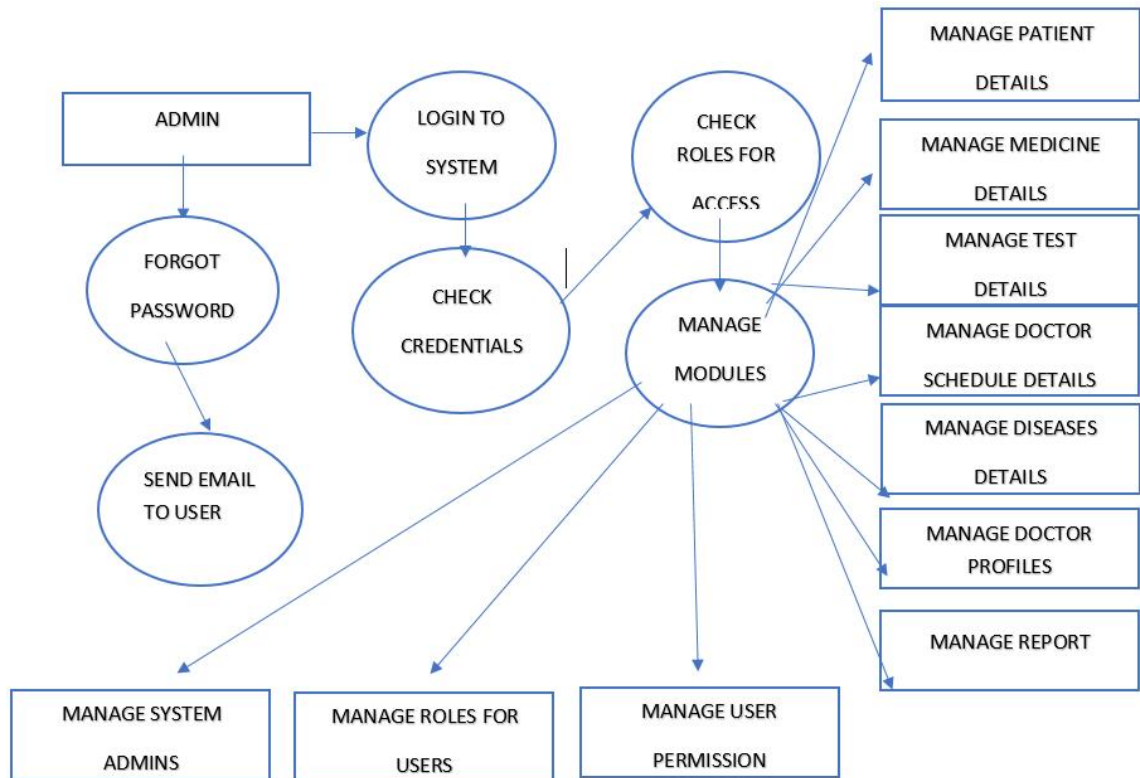 MANAGE PATIENT
DETAILS
ADMIN
LOGIN TO
SYSTEM
CHECK
ROLES FOR
ACCESS
MANAGE MEDICINE
DETAILS
MANAGE TEST
DETAILS
FORGOT
PASSWORD
CHECK
CREDENTIALS
MANAGE
MODULES
MANAGE DOCTOR
SCHEDULE DETAILS
MANAGE DISEASES
DETAILS
SEND EMAIL
TO USER
MANAGE DOCTOR
PROFILES
MANAGE REPORT
MANAGE SYSTEM
ADMINS
MANAGE ROLES FOR
USERS
MANAGE USER
PERMISSION